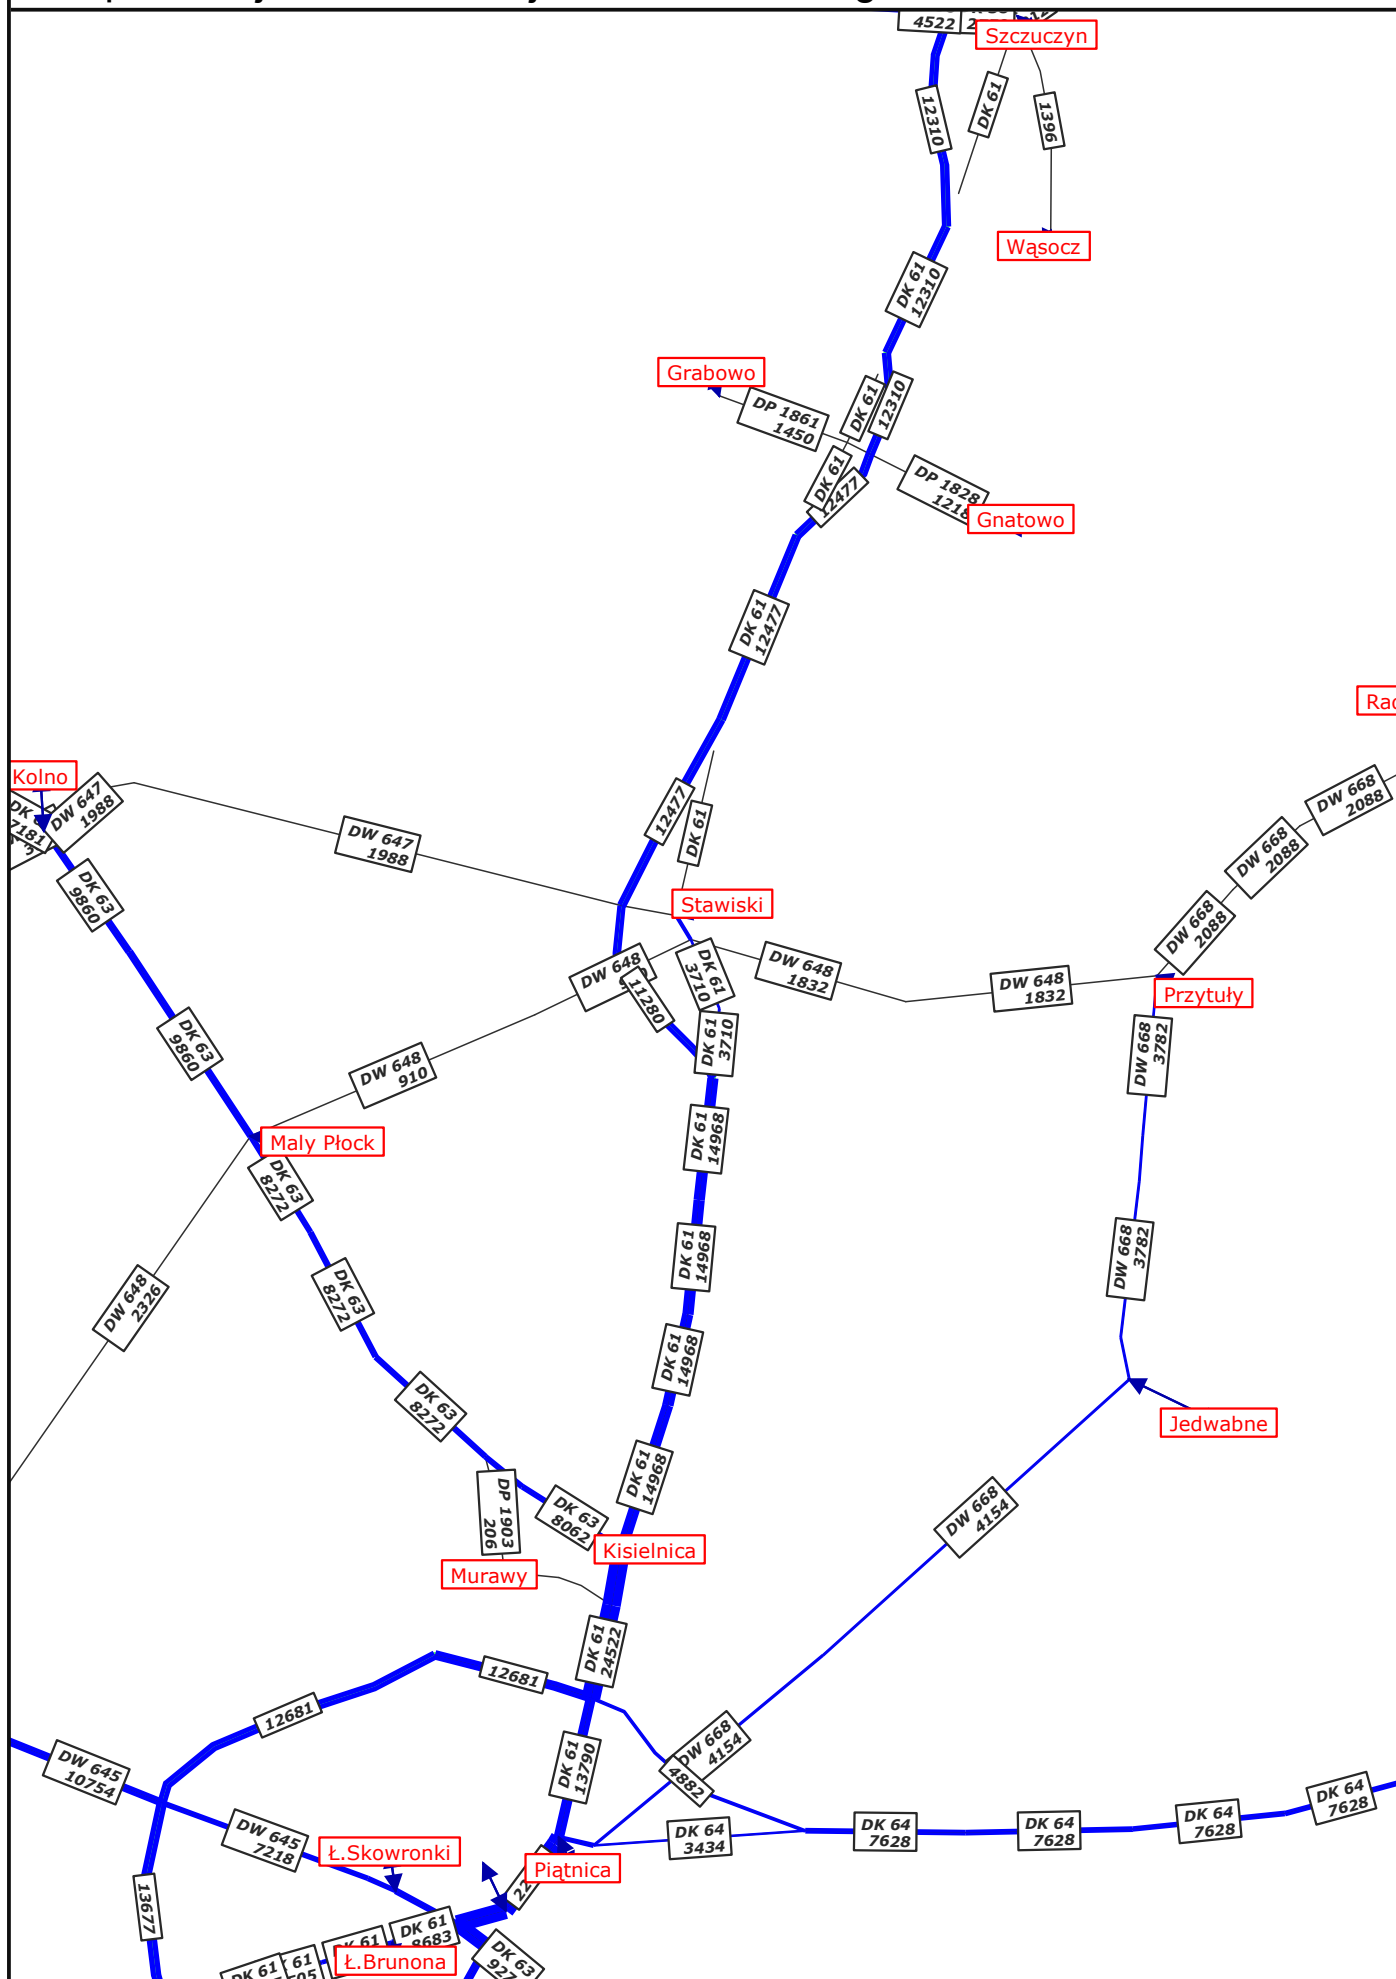 4522
Szczuczyn
DK 61
12310
1396
Wąsocz
DK 61
12310
Grabowo
DP 1861
1450
DK 61
12310
DK 61
12477
DP 1828
1218
Gnatowo
DK 61
12477
Kolno
7181
DW 647
1988
DW 647
1988
12477
DK 61
DK 63
9860
Stawiski
DW 668
2088
DW 668
2088
DW 668
2088
DW 648
11280
DK 61
3710
DW 648
1832
DW 648
1832
Przytuły
DK 63
9860
DK 61
3710
DW 668
3782
DW 648
910
Maly Płock
DK 61
14968
DK 63
8272
DW 648
2326
DK 63
8272
DK 61
14968
DW 668
3782
DK 61
14968
DK 63
8272
Jedwabne
DK 61
14968
DP 1903
206
DK 63
8062
Kisielnica
DW 668
4154
Murawy
DK 61
24522
12681
12681
DW 645
10754
DK 61
13790
DW 668
4154
4882
DW 645
7218
Ł.Skowronki
DK 64
3434
DK 64
7628
DK 64
7628
DK 64
7628
DK 64
7628
Piątnica
13677
DK 61
8683
DK 63
Ł.Brunona
DK 61